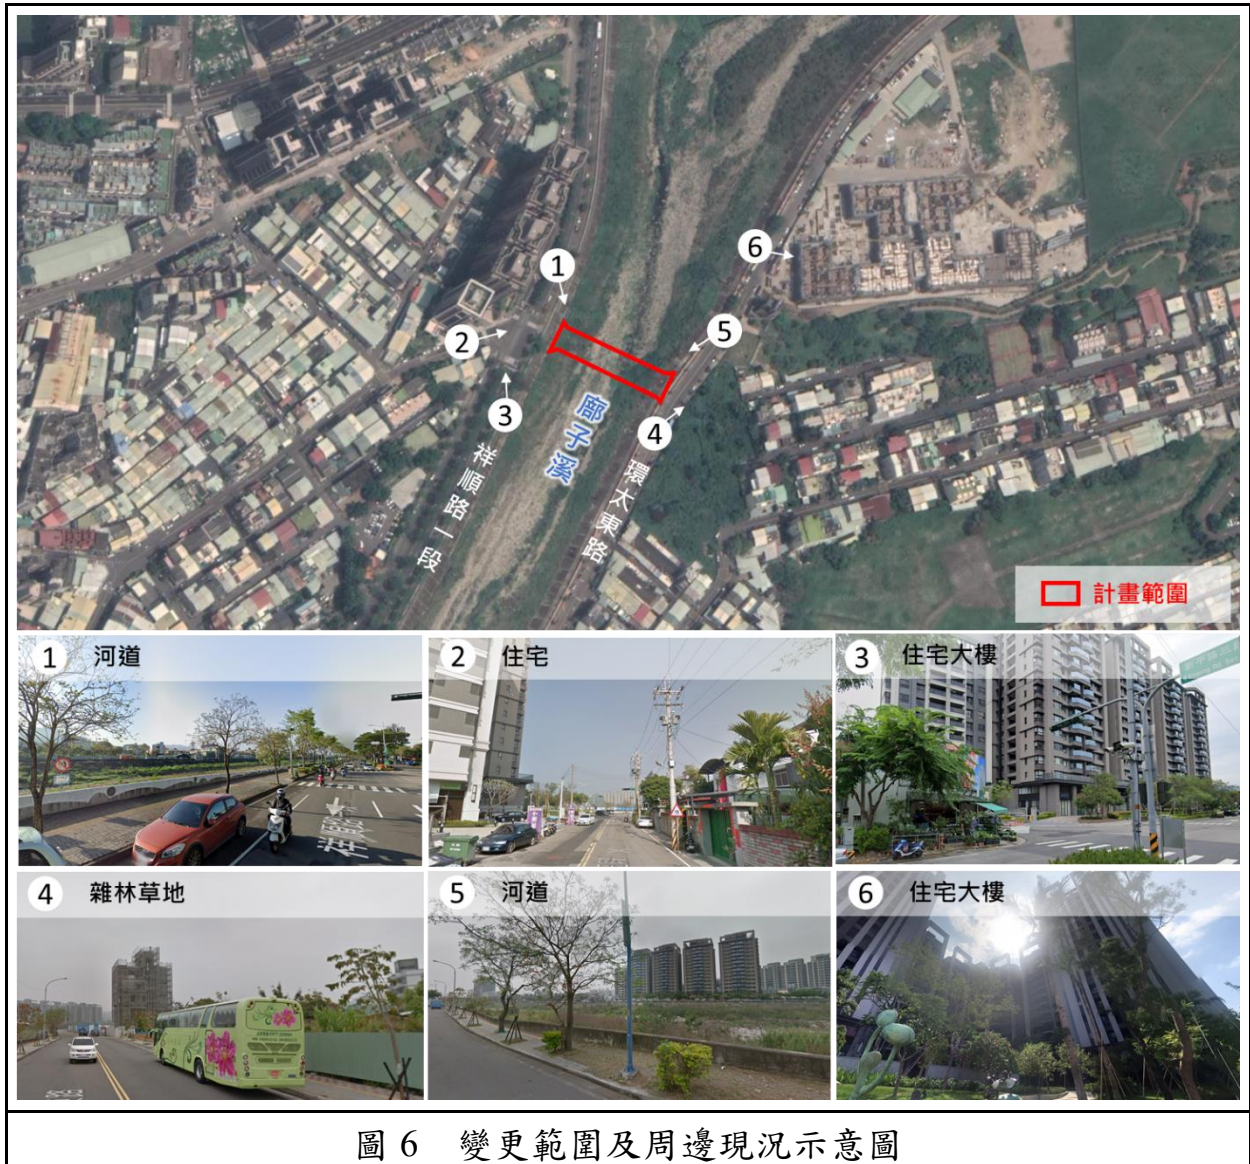 1
6
2
5
3
4
廍子溪
祥順路一段
環太東路
計畫範圍
1 河道
2 住宅
3 住宅大樓
祥順路
4 雜林草地
5 河道
6 住宅大樓
圖 6 變更範圍及周邊現況示意圖